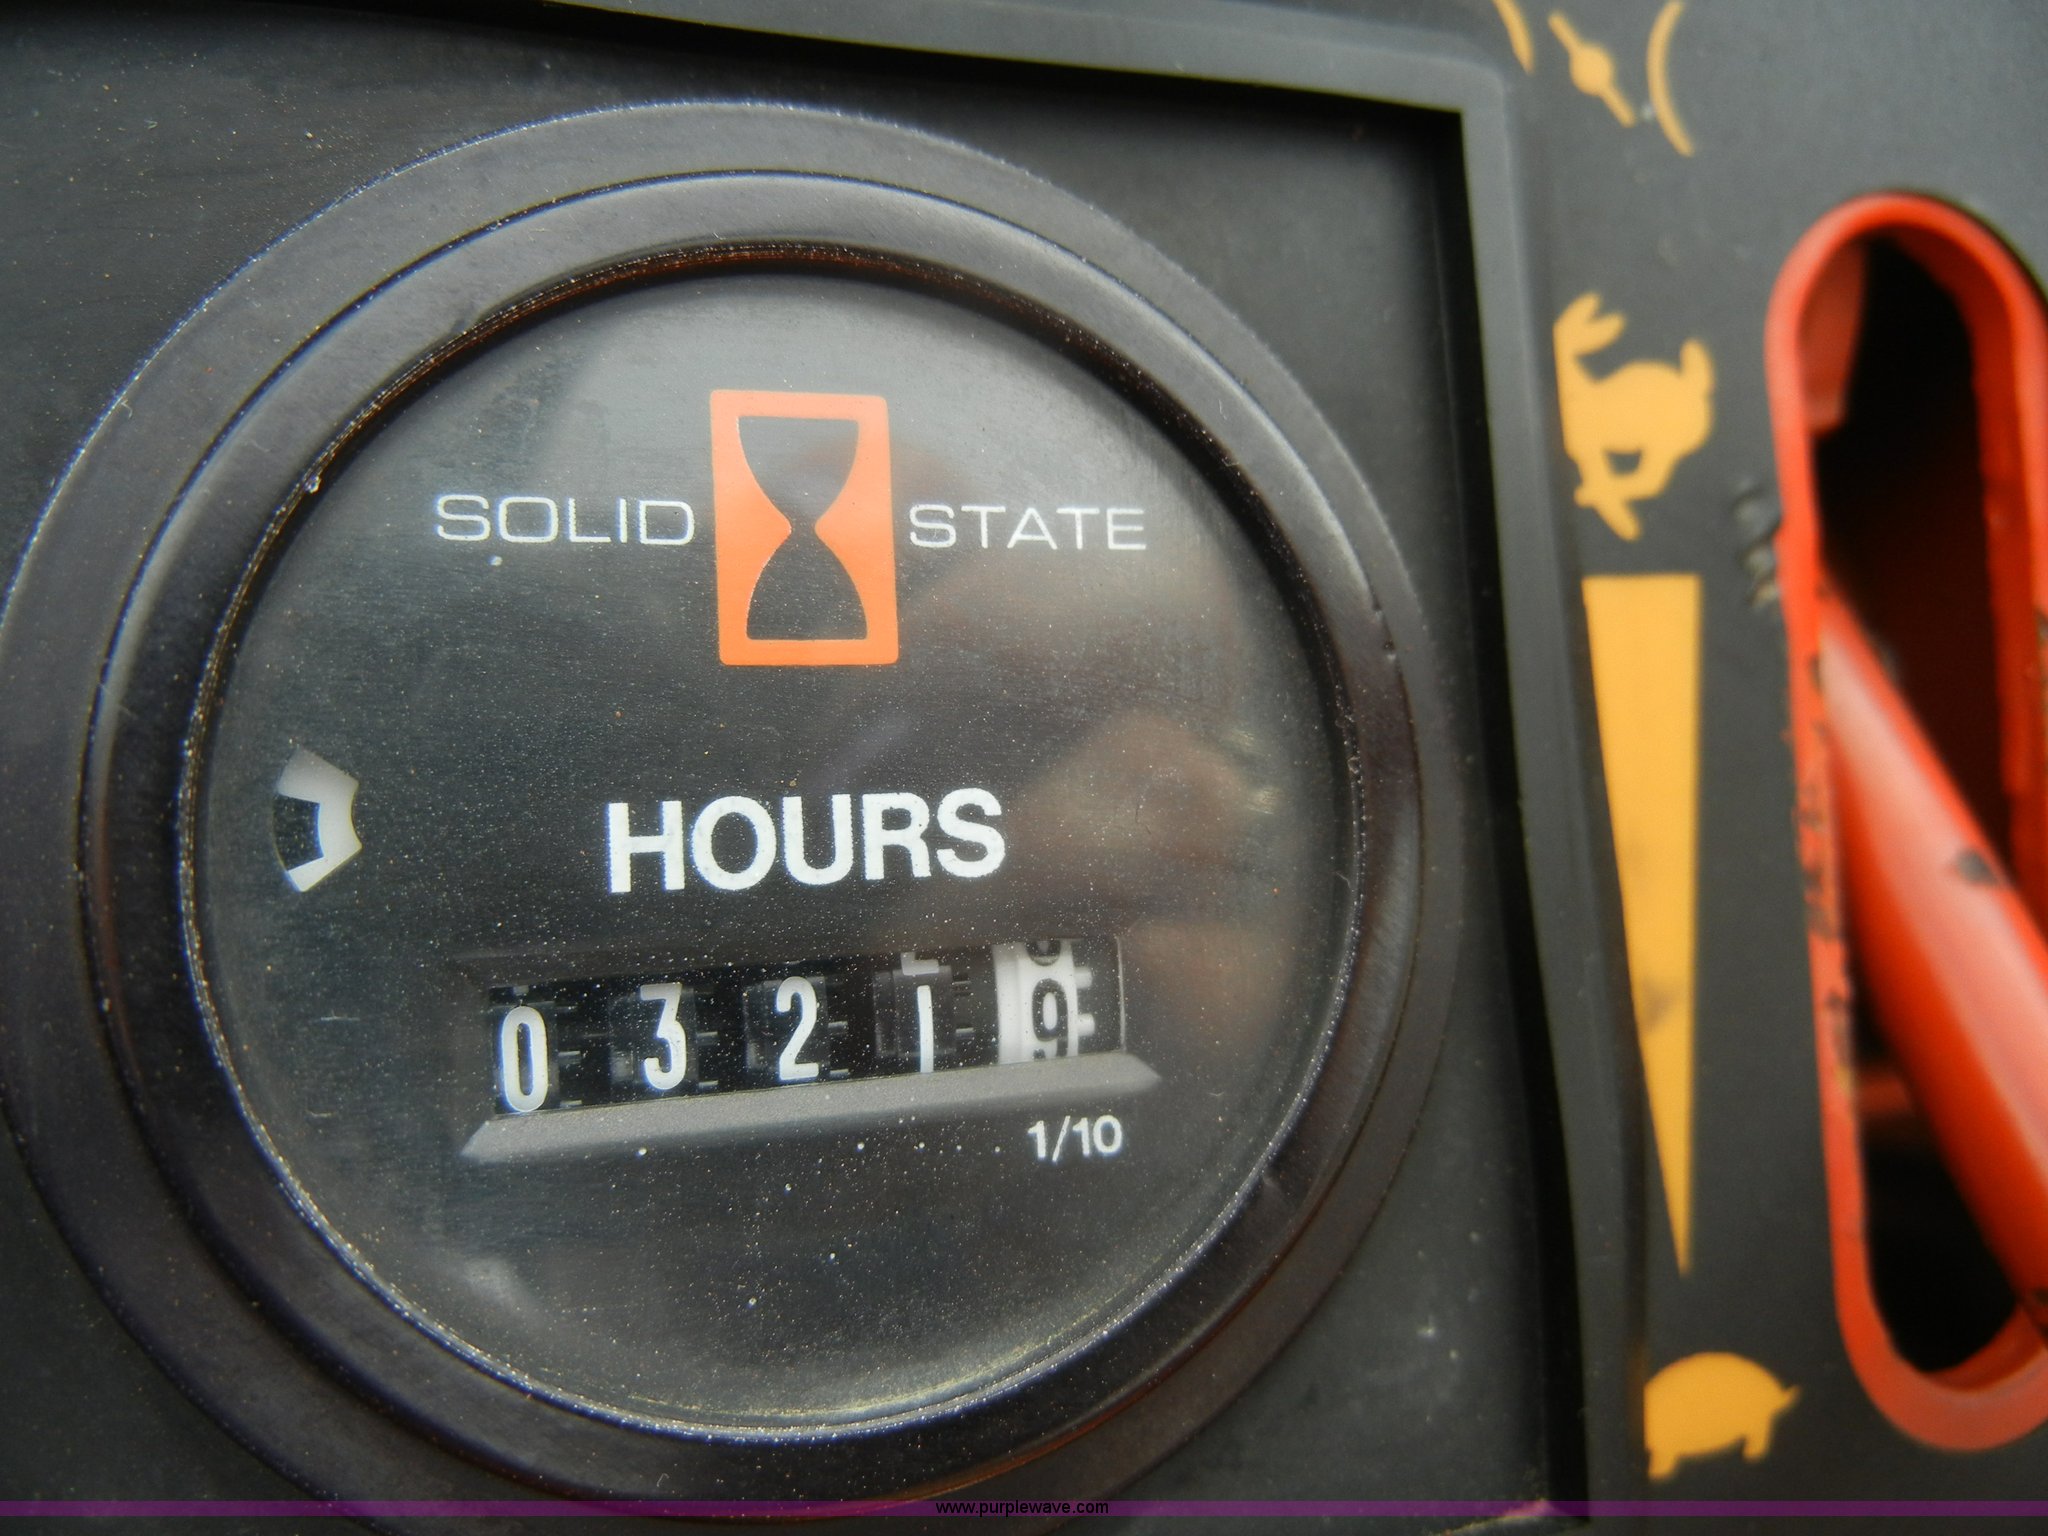 SOLID STATE
HOURS
0 3 2 1 9
1/10
www.purplewave.com